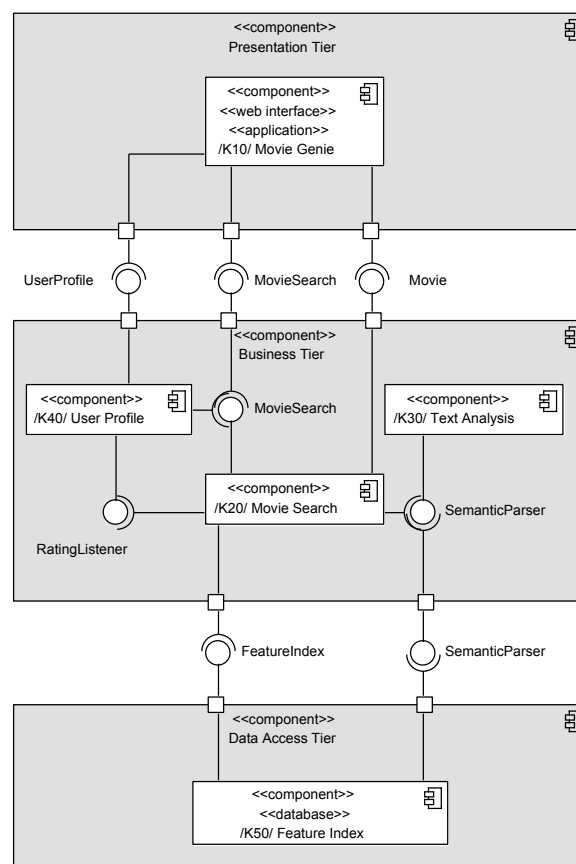 <<component>>
Presentation Tier
<<component>>
<<web interface>>
<<application>>
/K10/ Movie Genie
UserProfile
MovieSearch
Movie
<<component>>
Business Tier
<<component>>
/K40/ User Profile
MovieSearch
<<component>>
/K30/ Text Analysis
<<component>>
/K20/ Movie Search
SemanticParser
RatingListener
FeatureIndex
SemanticParser
<<component>>
Data Access Tier
<<component>>
<<database>>
/K50/ Feature Index